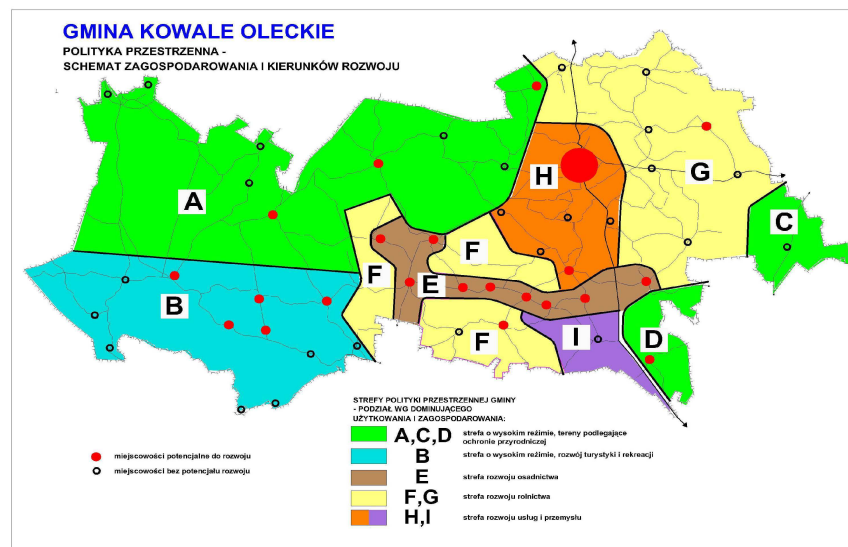 GMINA KOWALE OLECKIE
POLITYKA PRZESTRZENNA -
SCHEMAT ZAGOSPODAROWANIA I KIERUNKÓW ROZWOJU
A
H
G
C
F
F
E
B
F
I
D
STREFY POLITYKI PRZESTRZENNEJ GMINY
- PODZIAŁ WG DOMINUJĄCEGO
UŻYTKOWANIA I ZAGOSPODAROWANIA:
A,C,D strefa o wysokim reżimie, tereny podlegające
ochronie przyrodniczej
B strefa o wysokim reżimie, rozwój turystyki i rekreacji
E strefa rozwoju osadnictwa
F,G strefa rozwoju rolnictwa
H,I strefa rozwoju usług i przemysłu
miejscowości potencjalne do rozwoju
miejscowości bez potencjału rozwoju